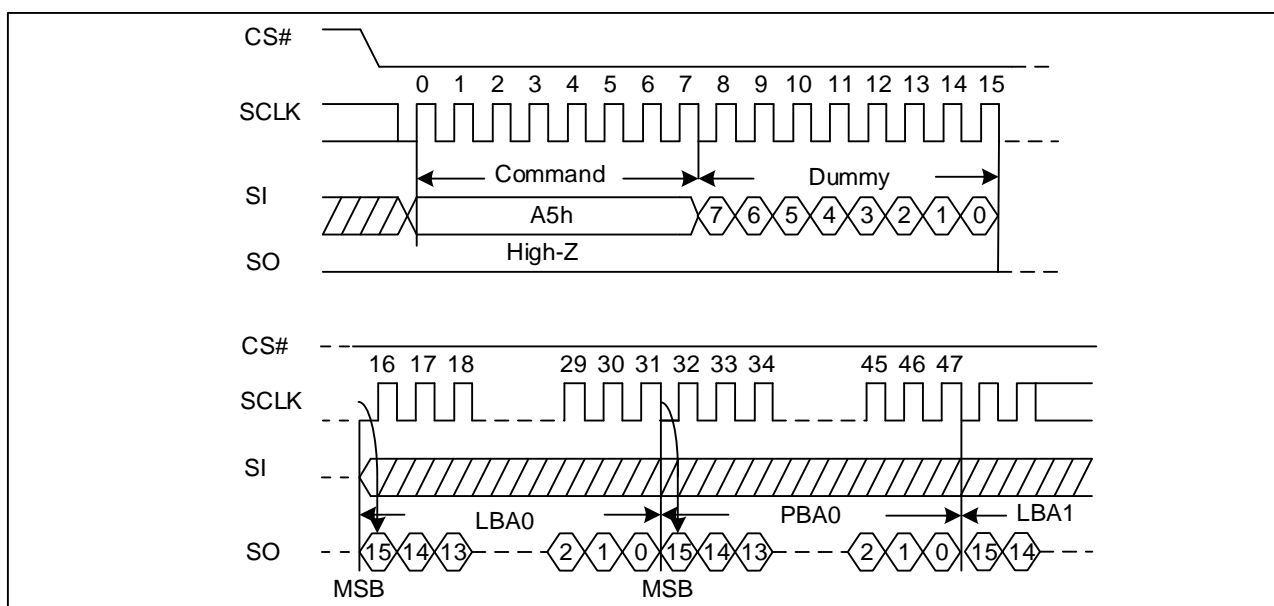 CS#
0 1 2 3 4 5 6 7 8 9 10 11 12 13 14 15
SCLK
Command Dummy
SI
A5h 7 6 5 4 3 2 1 0
High-Z
SO
CS#
16 17 18 29 30 31 32 33 34 45 46 47
SCLK
SI
LBA0 PBA0 LBA1
SO 15 14 13 2 1 0 15 14 13 2 1 0 15 14
MSB MSB